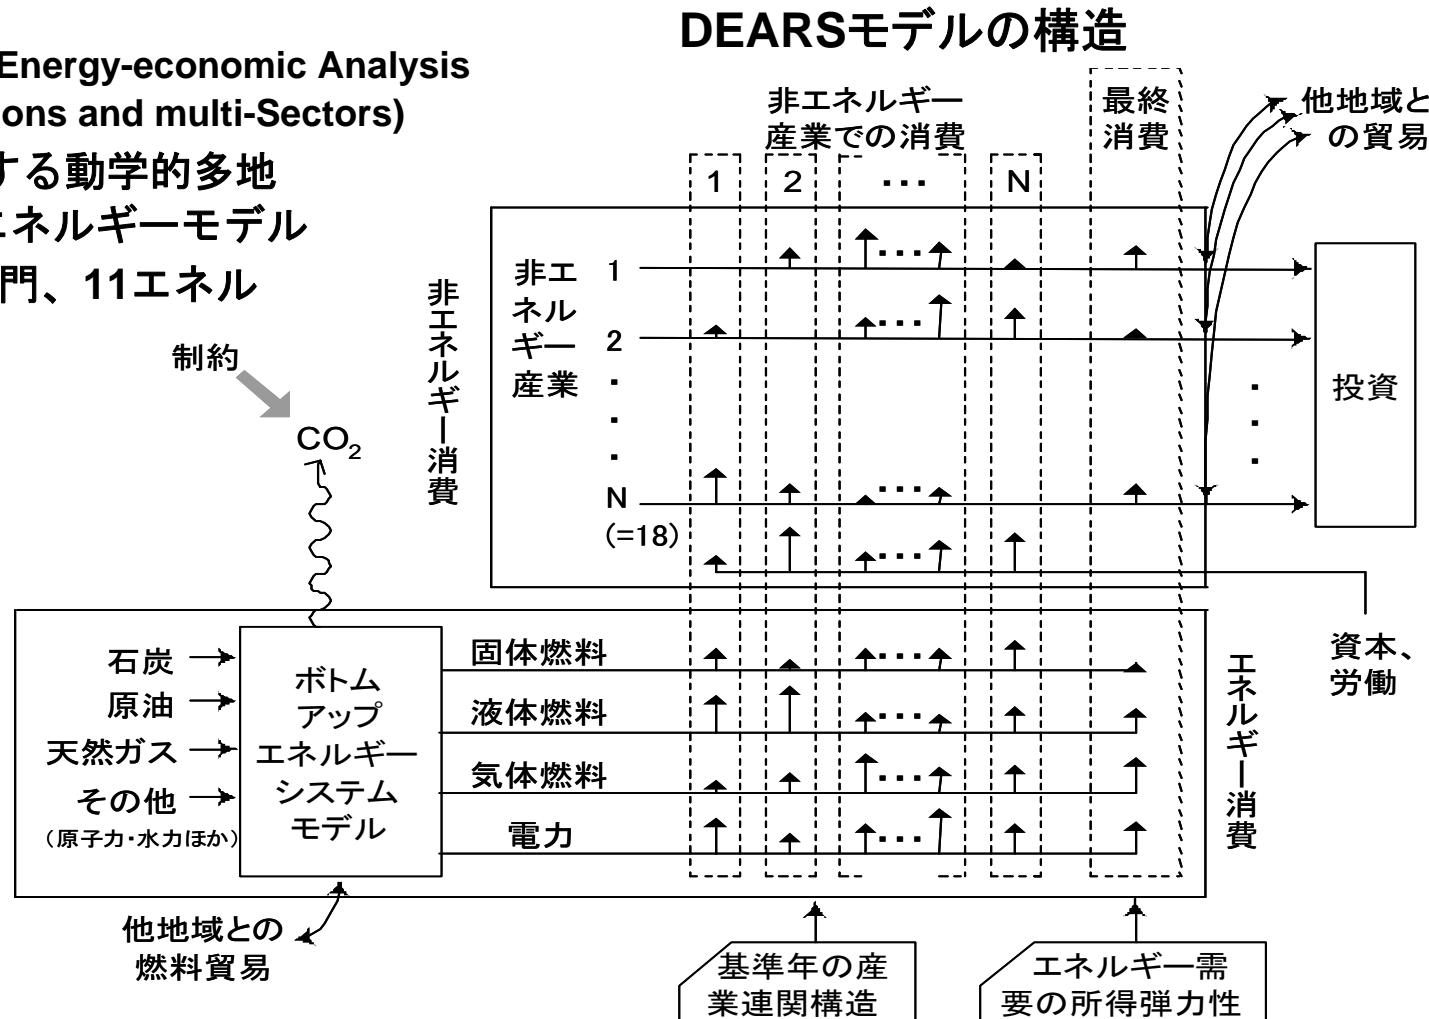 DEARSモデルの構造
Energy-economic Analysis
ons and multi-Sectors)
する動学的多地
エネルギーモデル
門、11エネル
制約
CO₂
非エネルギー
産業での消費
最終
消費
他地域と
の貿易
1 2 ・・・ N
非エネルギー消費
非エ
ネル
ギー
産業
1
2
・
・
・
N
(=18)
・・・
・・・
・・・
・・・
・
・
・
投資
資本、
労働
石炭
原油
天然ガス
その他
(原子力・水力ほか)
ボトム
アップ
エネルギー
システム
モデル
固体燃料
液体燃料
気体燃料
電力
・・・
・・・
・・・
・・・
エネルギー消費
他地域との
燃料貿易
基準年の産
業連関構造
エネルギー需
要の所得弾力性